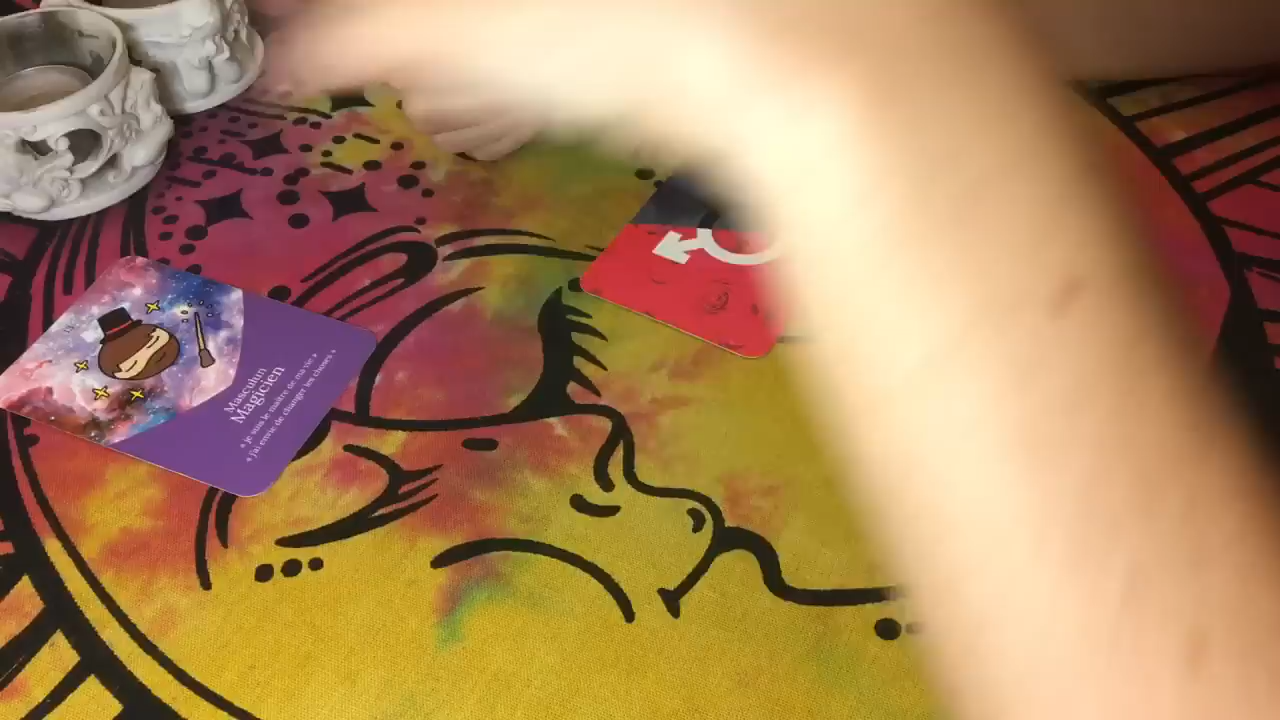 Masculin
Magicien
« je suis le maître de ma vie »
« j'ai envie de changer les choses »